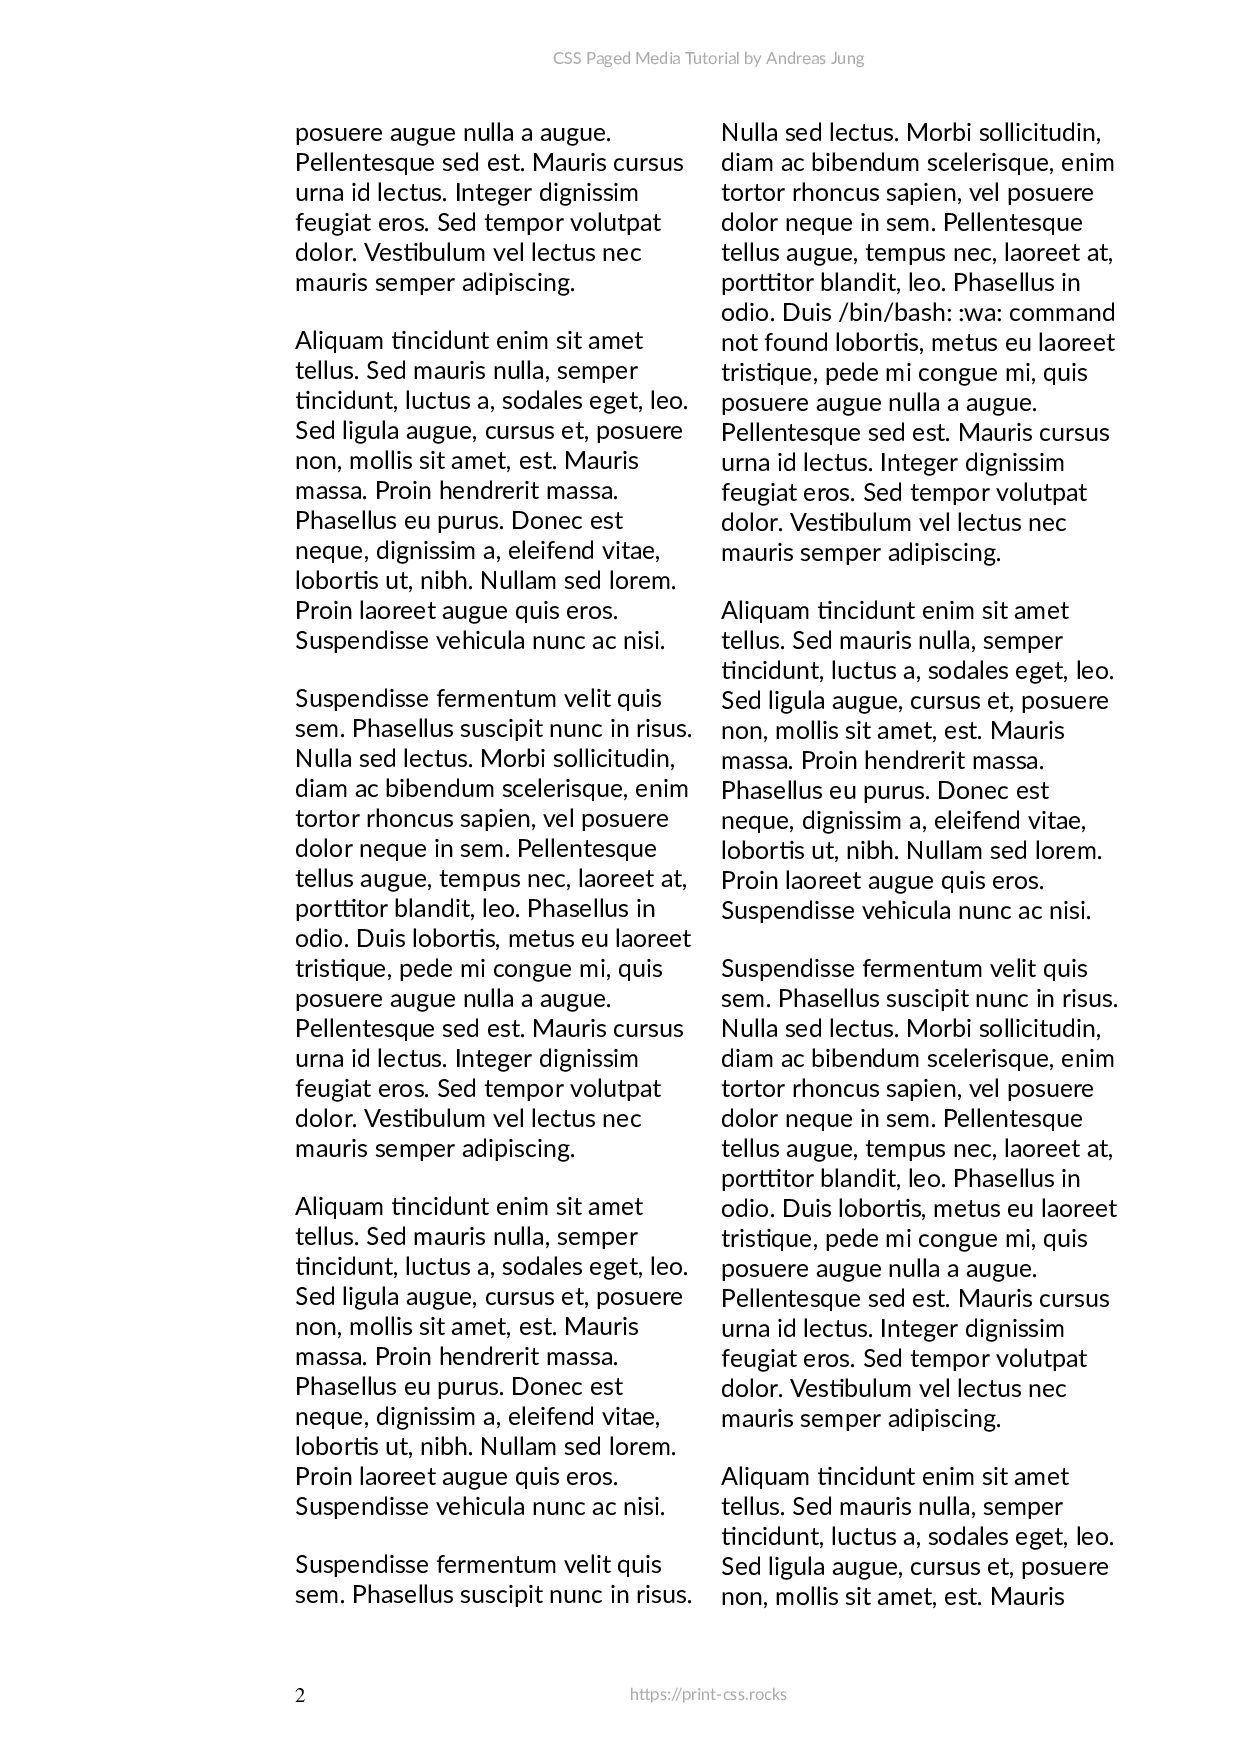 CSS Paged Media Tutorial by Andreas Jung
posuere augue nulla a augue.
Pellentesque sed est. Mauris cursus
urna id lectus. Integer dignissim
feugiat eros. Sed tempor volutpat
dolor. Vestibulum vel lectus nec
mauris semper adipiscing.
Aliquam tincidunt enim sit amet
tellus. Sed mauris nulla, semper
tincidunt, luctus a, sodales eget, leo.
Sed ligula augue, cursus et, posuere
non, mollis sit amet, est. Mauris
massa. Proin hendrerit massa.
Phasellus eu purus. Donec est
neque, dignissim a, eleifend vitae,
lobortis ut, nibh. Nullam sed lorem.
Proin laoreet augue quis eros.
Suspendisse vehicula nunc ac nisi.
Suspendisse fermentum velit quis
sem. Phasellus suscipit nunc in risus.
Nulla sed lectus. Morbi sollicitudin,
diam ac bibendum scelerisque, enim
tortor rhoncus sapien, vel posuere
dolor neque in sem. Pellentesque
tellus augue, tempus nec, laoreet at,
porttitor blandit, leo. Phasellus in
odio. Duis lobortis, metus eu laoreet
tristique, pede mi congue mi, quis
posuere augue nulla a augue.
Pellentesque sed est. Mauris cursus
urna id lectus. Integer dignissim
feugiat eros. Sed tempor volutpat
dolor. Vestibulum vel lectus nec
mauris semper adipiscing.
Aliquam tincidunt enim sit amet
tellus. Sed mauris nulla, semper
tincidunt, luctus a, sodales eget, leo.
Sed ligula augue, cursus et, posuere
non, mollis sit amet, est. Mauris
massa. Proin hendrerit massa.
Phasellus eu purus. Donec est
neque, dignissim a, eleifend vitae,
lobortis ut, nibh. Nullam sed lorem.
Proin laoreet augue quis eros.
Suspendisse vehicula nunc ac nisi.
Suspendisse fermentum velit quis
sem. Phasellus suscipit nunc in risus.
Nulla sed lectus. Morbi sollicitudin,
diam ac bibendum scelerisque, enim
tortor rhoncus sapien, vel posuere
dolor neque in sem. Pellentesque
tellus augue, tempus nec, laoreet at,
porttitor blandit, leo. Phasellus in
odio. Duis /bin/bash: :wa: command
not found lobortis, metus eu laoreet
tristique, pede mi congue mi, quis
posuere augue nulla a augue.
Pellentesque sed est. Mauris cursus
urna id lectus. Integer dignissim
feugiat eros. Sed tempor volutpat
dolor. Vestibulum vel lectus nec
mauris semper adipiscing.
Aliquam tincidunt enim sit amet
tellus. Sed mauris nulla, semper
tincidunt, luctus a, sodales eget, leo.
Sed ligula augue, cursus et, posuere
non, mollis sit amet, est. Mauris
massa. Proin hendrerit massa.
Phasellus eu purus. Donec est
neque, dignissim a, eleifend vitae,
lobortis ut, nibh. Nullam sed lorem.
Proin laoreet augue quis eros.
Suspendisse vehicula nunc ac nisi.
Suspendisse fermentum velit quis
sem. Phasellus suscipit nunc in risus.
Nulla sed lectus. Morbi sollicitudin,
diam ac bibendum scelerisque, enim
tortor rhoncus sapien, vel posuere
dolor neque in sem. Pellentesque
tellus augue, tempus nec, laoreet at,
porttitor blandit, leo. Phasellus in
odio. Duis lobortis, metus eu laoreet
tristique, pede mi congue mi, quis
posuere augue nulla a augue.
Pellentesque sed est. Mauris cursus
urna id lectus. Integer dignissim
feugiat eros. Sed tempor volutpat
dolor. Vestibulum vel lectus nec
mauris semper adipiscing.
Aliquam tincidunt enim sit amet
tellus. Sed mauris nulla, semper
tincidunt, luctus a, sodales eget, leo.
Sed ligula augue, cursus et, posuere
non, mollis sit amet, est. Mauris
2
https://print-css.rocks